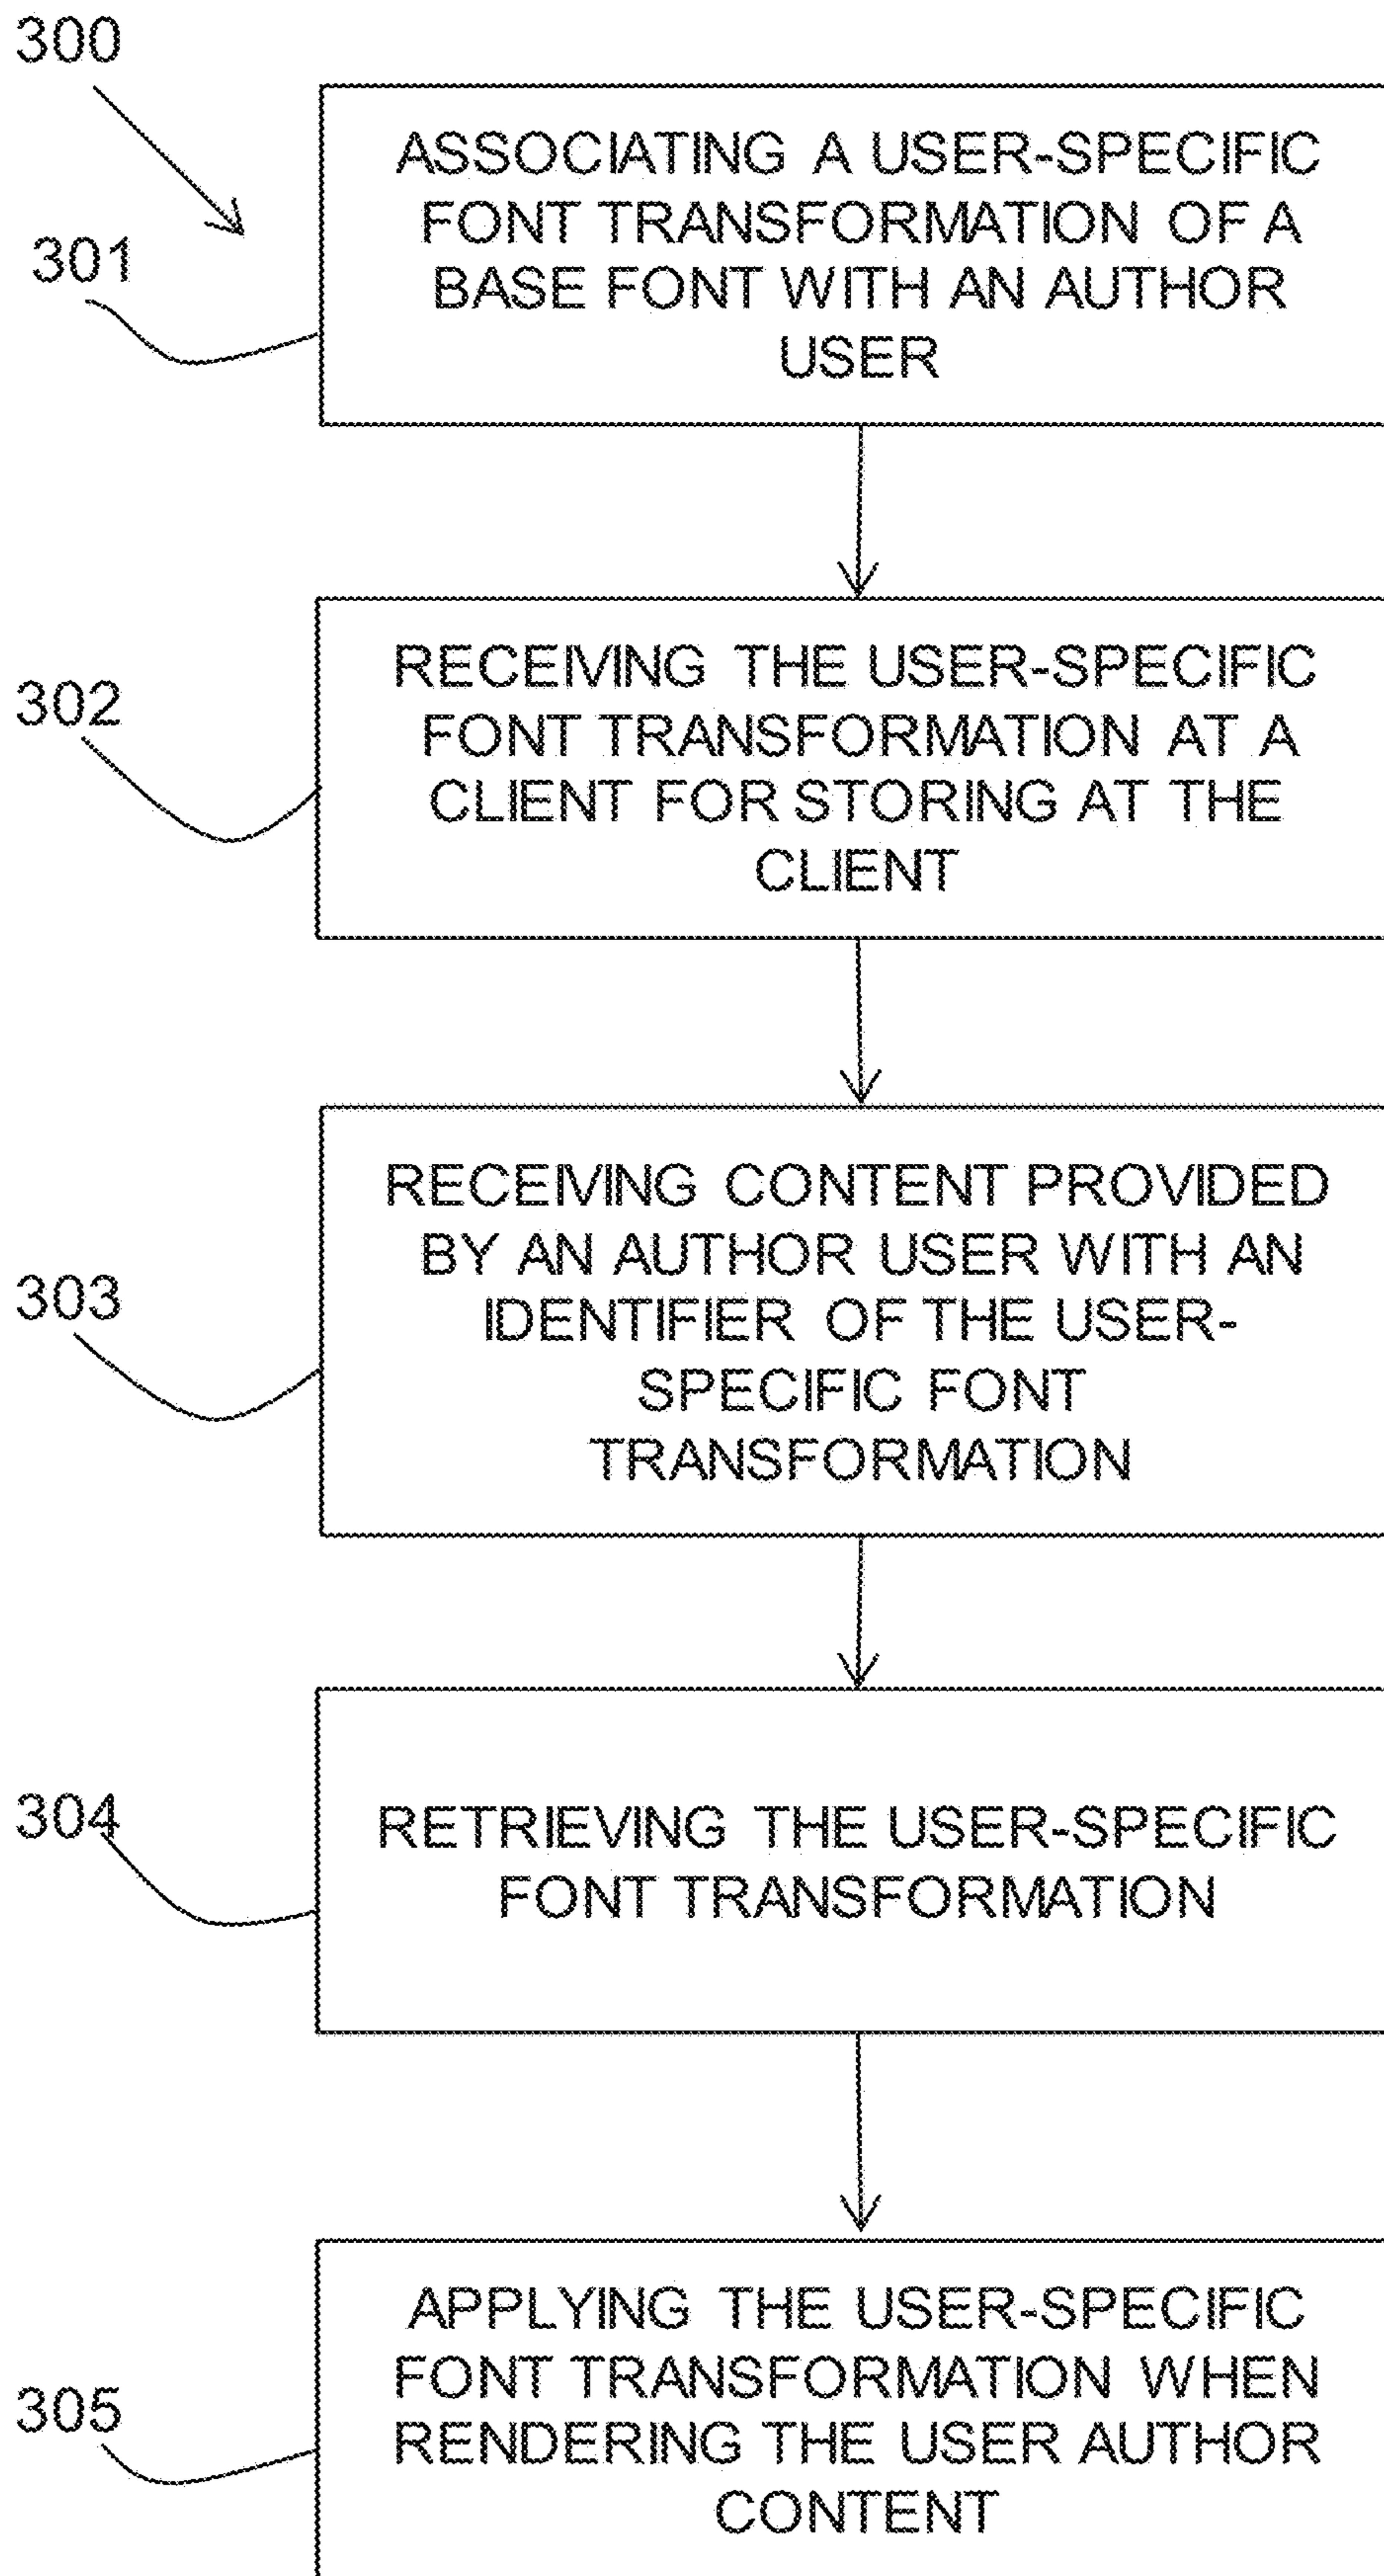 300
301
ASSOCIATING A USER-SPECIFIC
FONT TRANSFORMATION OF A
BASE FONT WITH AN AUTHOR
USER
302
RECEIVING THE USER-SPECIFIC
FONT TRANSFORMATION AT A
CLIENT FOR STORING AT THE
CLIENT
303
RECEIVING CONTENT PROVIDED
BY AN AUTHOR USER WITH AN
IDENTIFIER OF THE USER-
SPECIFIC FONT
TRANSFORMATION
304
RETRIEVING THE USER-SPECIFIC
FONT TRANSFORMATION
305
APPLYING THE USER-SPECIFIC
FONT TRANSFORMATION WHEN
RENDERING THE USER AUTHOR
CONTENT